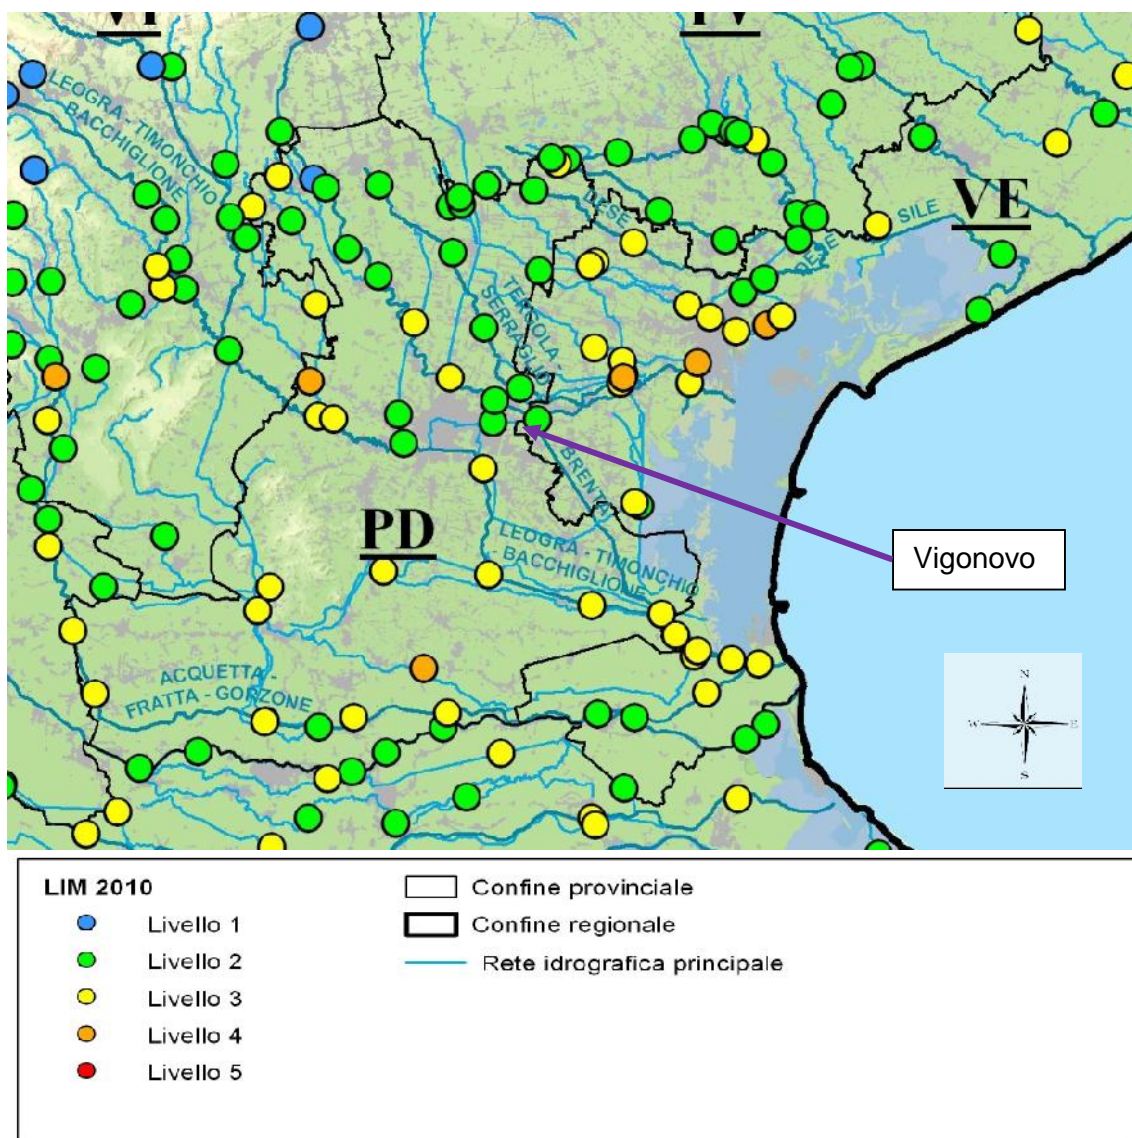 VI
TV
LEOGRA - TIMONCHIO
BACCHIGLIONE
DESE
SILE
VE
DESE
TERGOLA
SERRAGLIO
BRENTA
PD
LEOGRA - TIMONCHIO
- BACCHIGLIONE
Vigonovo
ACQUETTA -
FRATTA - GORZONE
N
W
E
S
LIM 2010
Livello 1
Livello 2
Livello 3
Livello 4
Livello 5
Confine provinciale
Confine regionale
Rete idrografica principale